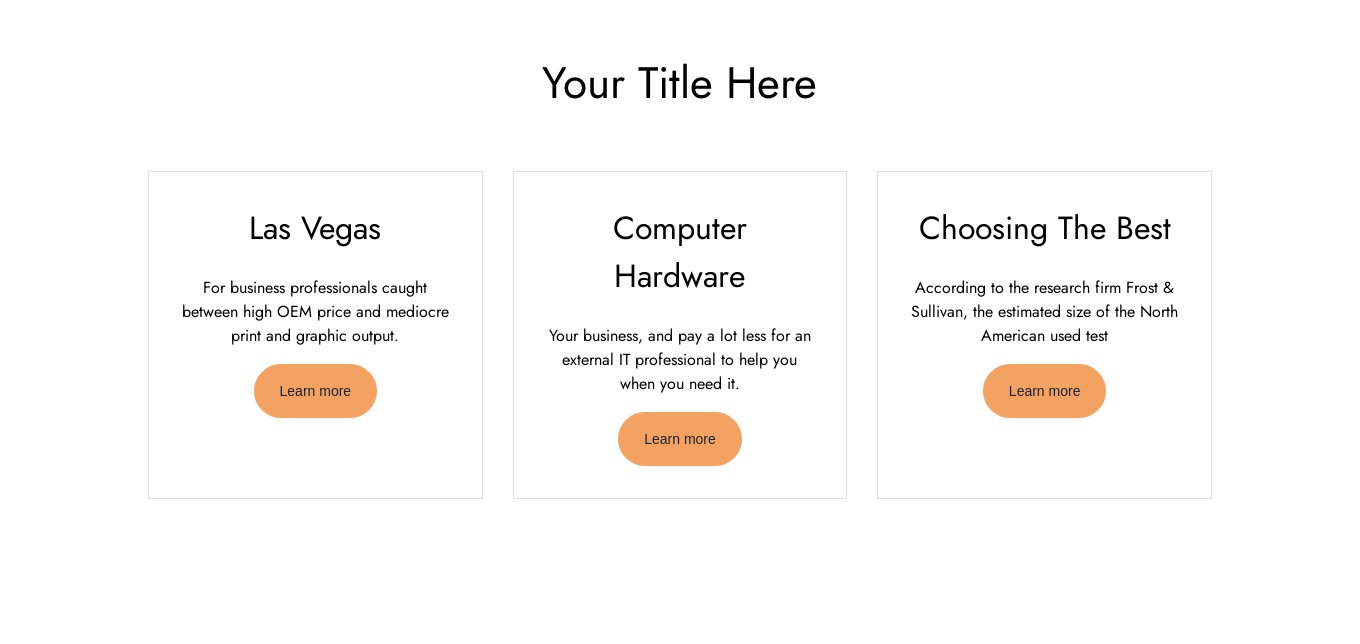 Your Title Here
Las Vegas
For business professionals caught
between high OEM price and mediocre
print and graphic output.
Learn more
Computer
Hardware
Your business, and pay a lot less for an
external IT professional to help you
when you need it.
Learn more
Choosing The Best
According to the research firm Frost &
Sullivan, the estimated size of the North
American used test
Learn more